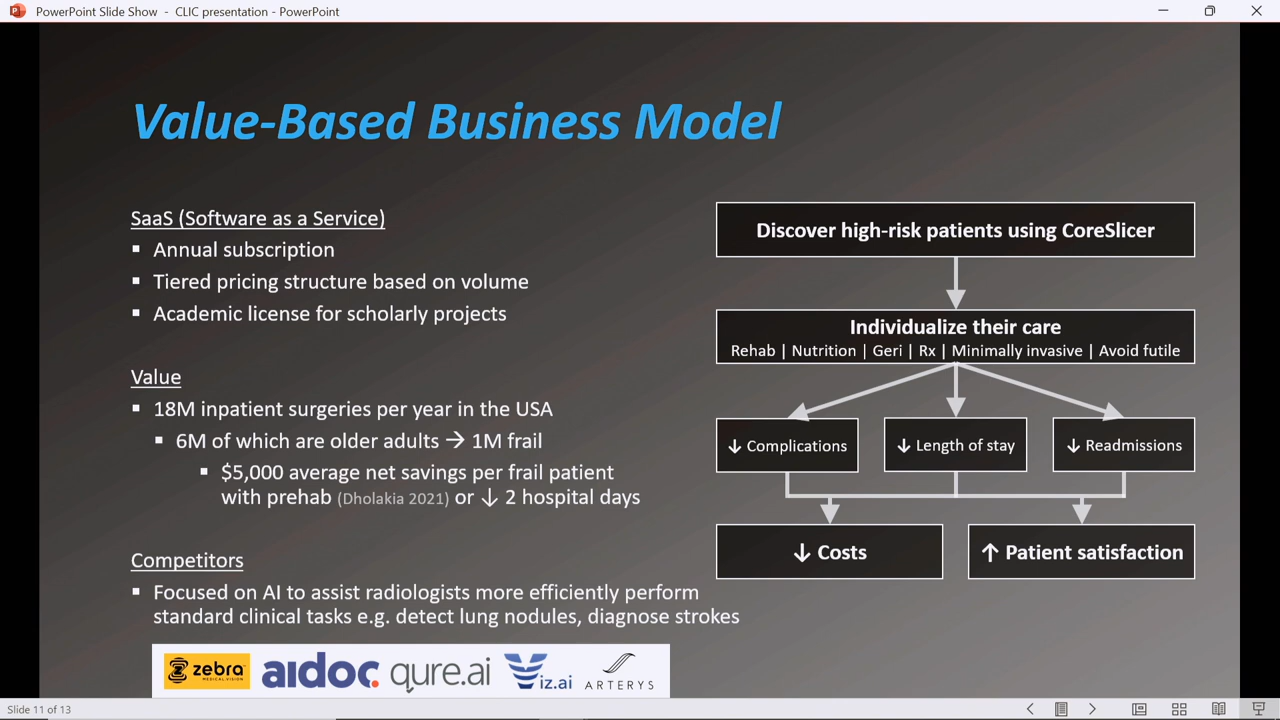 PowerPoint Slide Show - CLIC presentation - PowerPoint
Value-Based Business Model
SaaS (Software as a Service)
▪ Annual subscription
▪ Tiered pricing structure based on volume
▪ Academic license for scholarly projects
Value
▪ 18M inpatient surgeries per year in the USA
▪ 6M of which are older adults → 1M frail
▪ $5,000 average net savings per frail patient
with prehab (Dholakia 2021) or ↓ 2 hospital days
Competitors
▪ Focused on AI to assist radiologists more efficiently perform
standard clinical tasks e.g. detect lung nodules, diagnose strokes
zebra
MEDICAL VISION
aidoc.
qure.ai
Viz.ai
ARTERYS
Discover high-risk patients using CoreSlicer
Individualize their care
Rehab | Nutrition | Geri | Rx | Minimally invasive | Avoid futile
↓ Complications
↓ Length of stay
↓ Readmissions
↓ Costs
↑ Patient satisfaction
Slide 11 of 13